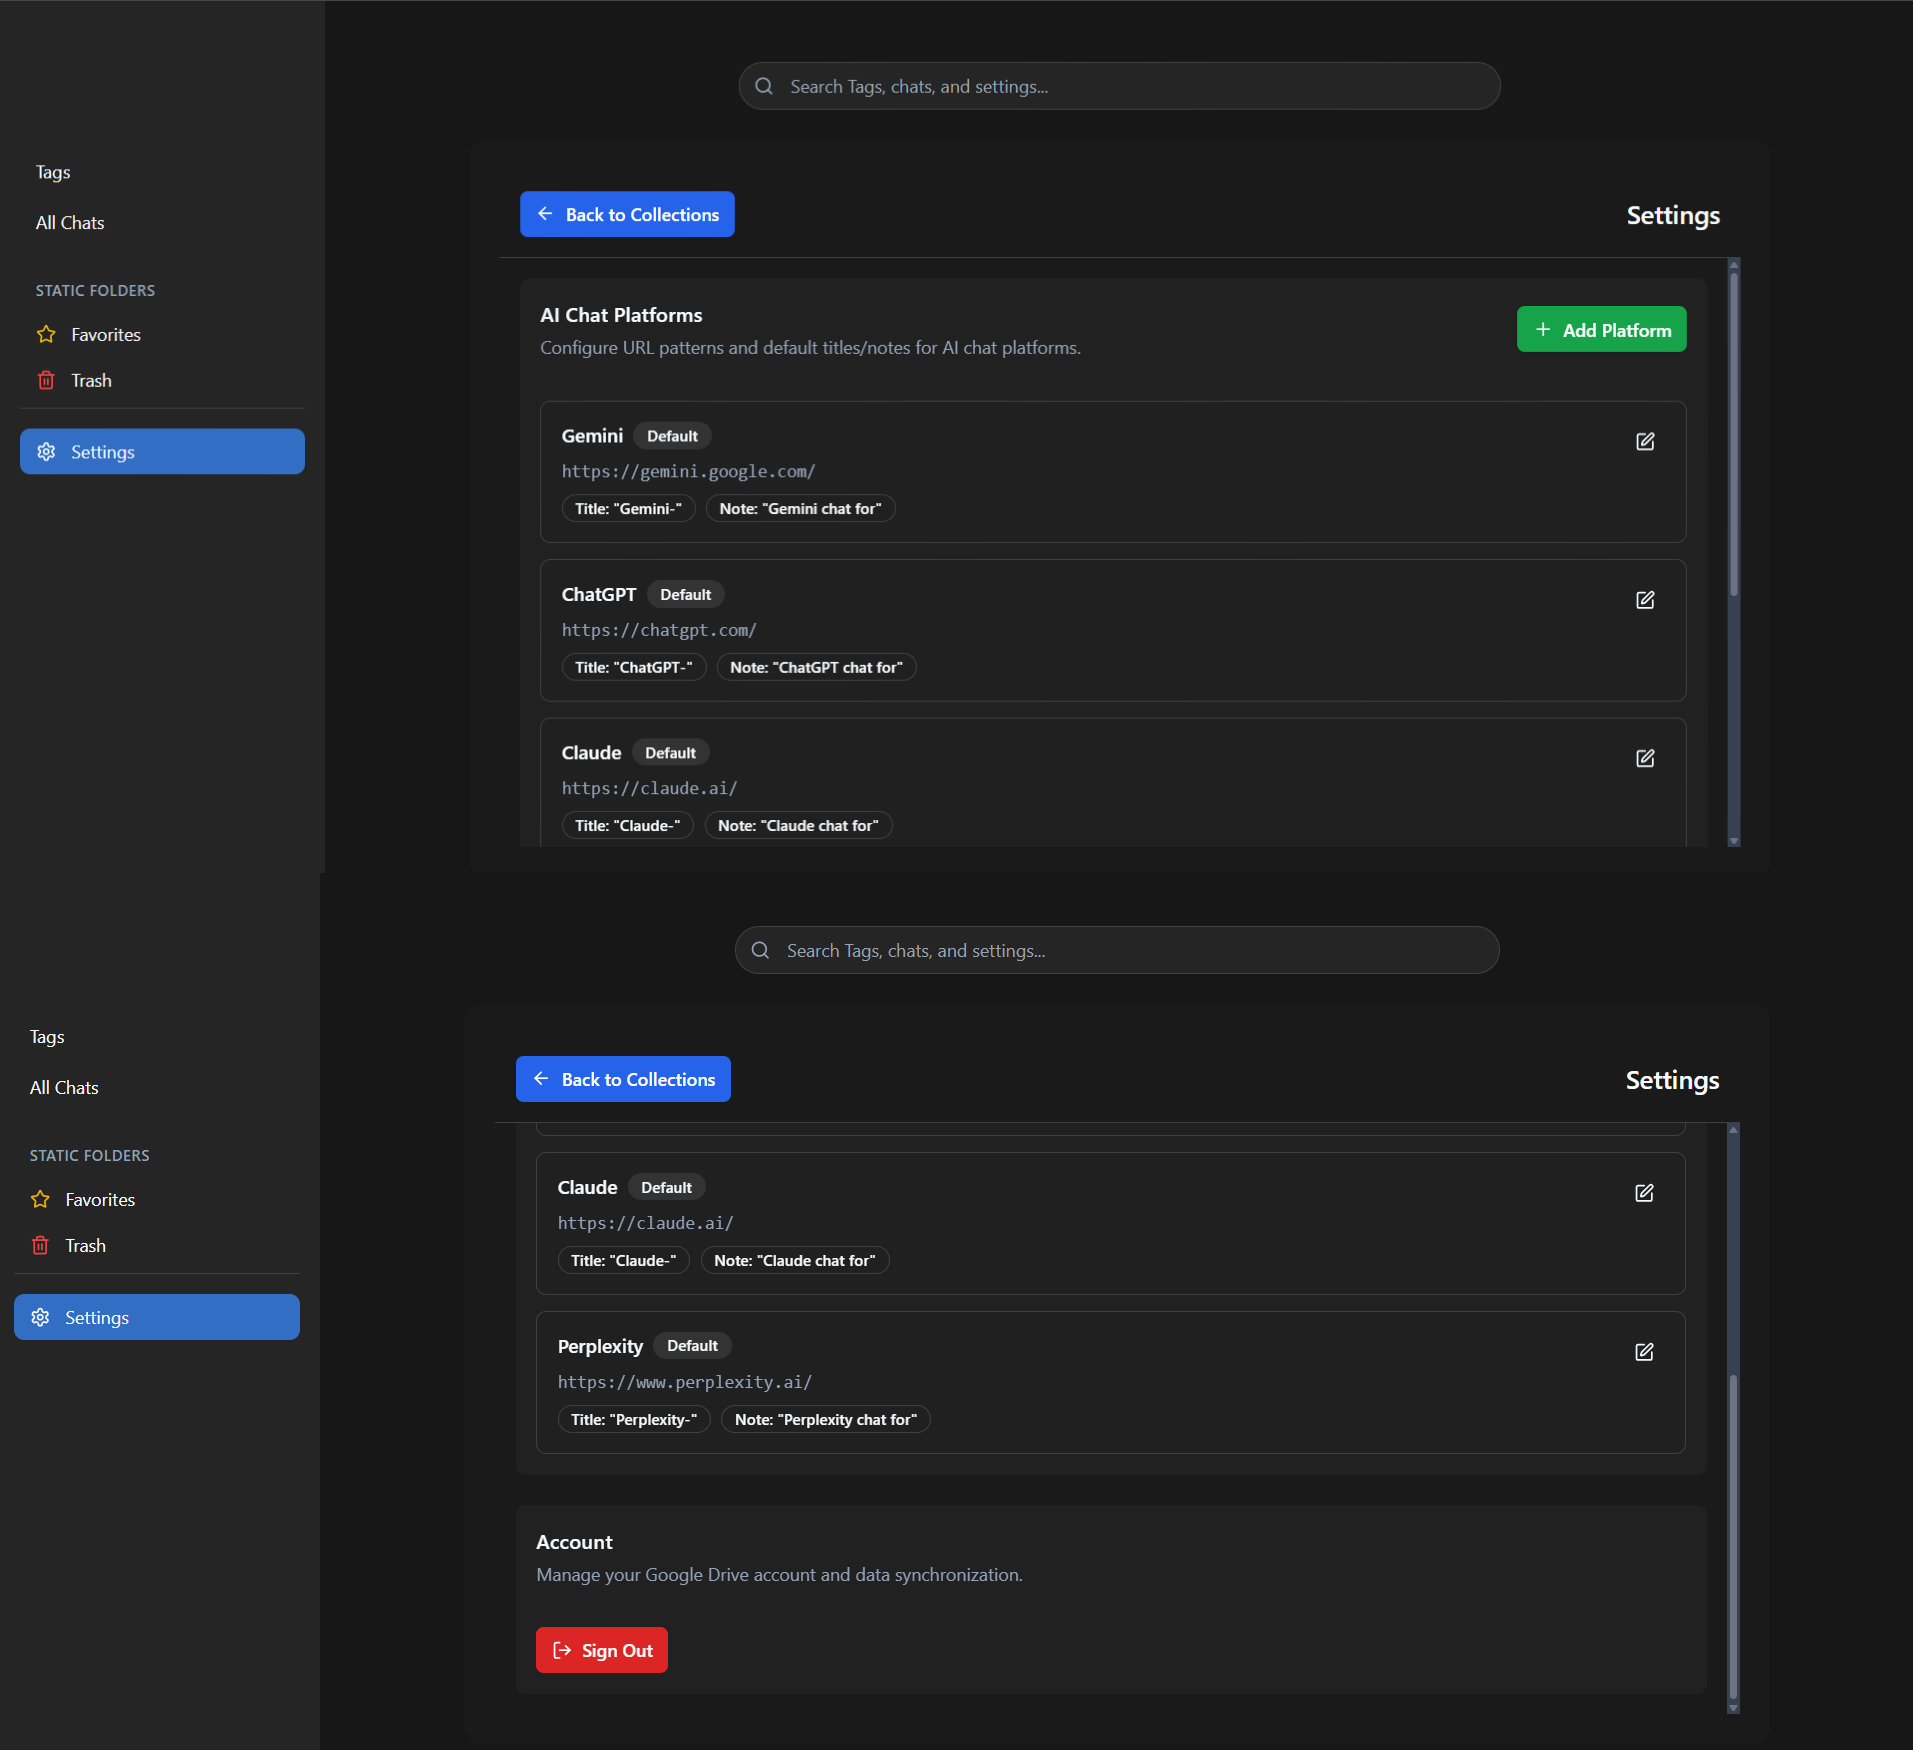 Search Tags, chats, and settings...
Tags
All Chats
STATIC FOLDERS
Favorites
Trash
Settings
Back to Collections
Settings
AI Chat Platforms
Configure URL patterns and default titles/notes for AI chat platforms.
Add Platform
Gemini Default
https://gemini.google.com/
Title: "Gemini-" Note: "Gemini chat for"
ChatGPT Default
https://chatgpt.com/
Title: "ChatGPT-" Note: "ChatGPT chat for"
Claude Default
https://claude.ai/
Title: "Claude-" Note: "Claude chat for"
Search Tags, chats, and settings...
Tags
All Chats
STATIC FOLDERS
Favorites
Trash
Settings
Back to Collections
Settings
Claude Default
https://claude.ai/
Title: "Claude-" Note: "Claude chat for"
Perplexity Default
https://www.perplexity.ai/
Title: "Perplexity-" Note: "Perplexity chat for"
Account
Manage your Google Drive account and data synchronization.
Sign Out